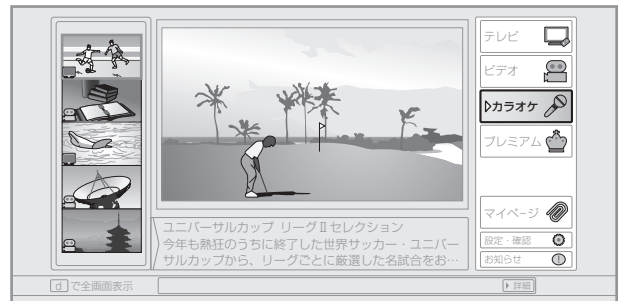 テレビ
ビデオ
カラオケ
プレミアム
マイページ
設定・確認
お知らせ
ユニバーサルカップ リーグⅡセレクション
今年も熱狂のうちに終了した世界サッカー・ユニバー
サルカップから、リーグごとに厳選した名試合をお…
d で全画面表示
詳細